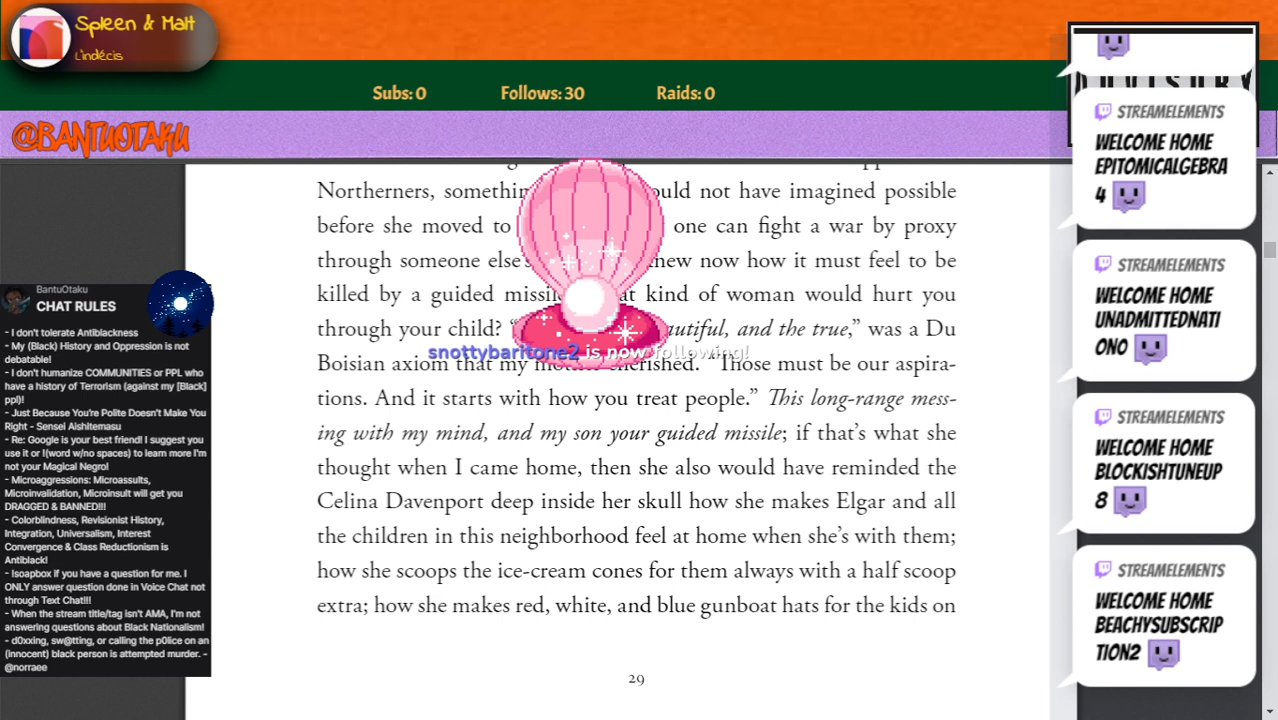 Spleen & Malt
L'indécis
Subs: 0 Follows: 30 Raids: 0
@BANTUOTAKU
BantuOtaku
CHAT RULES
- I don't tolerate Antiblackness
- My (Black) History and Oppression is not
debatable!
- I don't humanize COMMUNITIES or PPL who
have a history of Terrorism (against my [Black]
ppl)!
- Just Because You're Polite Doesn't Make You
Right - Sensei Aishitemasu
- Re: Google is your best friend! I suggest you
use it or !(word w/no spaces) to learn more I'm
not your Magical Negro!
- Microaggressions: Microassults,
Microinvalidation, Microinsult will get you
DRAGGED & BANNED!!!
- Colorblindness, Revisionist History,
Integration, Universalism, Interest
Convergence & Class Reductionism is
Antiblack!
- !soapbox if you have a question for me. I
ONLY answer question done in Voice Chat not
through Text Chat!!!
- When the stream title/tag isn't AMA, I'm not
answering questions about Black Nationalism!
- d0xxing, sw@tting, or calling the p0lice on an
(innocent) black person is attempted murder. -
@norraee
Northerners, ould not have imagined possible
before she moved to one can fight a war by proxy
through someone else's knew now how it must feel to be
killed by a guided kind of woman would hurt you
through your child? autiful, and the true,” was a Du
snottybaritone2 is now following!
Boisian axiom that my cherished. “Those must be our aspira-
tions. And it starts with how you treat people.” This long-range mess-
ing with my mind, and my son your guided missile; if that's what she
thought when I came home, then she also would have reminded the
Celina Davenport deep inside her skull how she makes Elgar and all
the children in this neighborhood feel at home when she's with them;
how she scoops the ice-cream cones for them always with a half scoop
extra; how she makes red, white, and blue gunboat hats for the kids on
29
STREAMELEMENTS
WELCOME HOME
EPITOMICALGEBRA
4
STREAMELEMENTS
WELCOME HOME
UNADMITTEDNATI
ONO
STREAMELEMENTS
WELCOME HOME
BLOCKISHTUNEUP
8
STREAMELEMENTS
WELCOME HOME
BEACHYSUBSCRIP
TION2